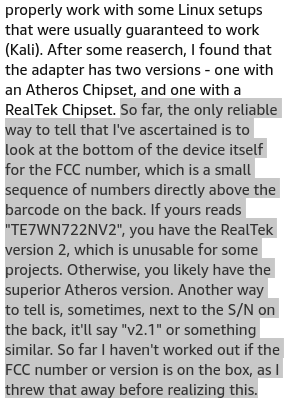 properly work with some Linux setups
that were usually guaranteed to work
(Kali). After some reaserch, I found that
the adapter has two versions - one with
an Atheros Chipset, and one with a
RealTek Chipset. So far, the only reliable
way to tell that I've ascertained is to
look at the bottom of the device itself
for the FCC number, which is a small
sequence of numbers directly above the
barcode on the back. If yours reads
"TE7WN722NV2", you have the RealTek
version 2, which is unusable for some
projects. Otherwise, you likely have the
superior Atheros version. Another way
to tell is, sometimes, next to the S/N on
the back, it'll say "v2.1" or something
similar. So far I haven't worked out if the
FCC number or version is on the box, as I
threw that away before realizing this.